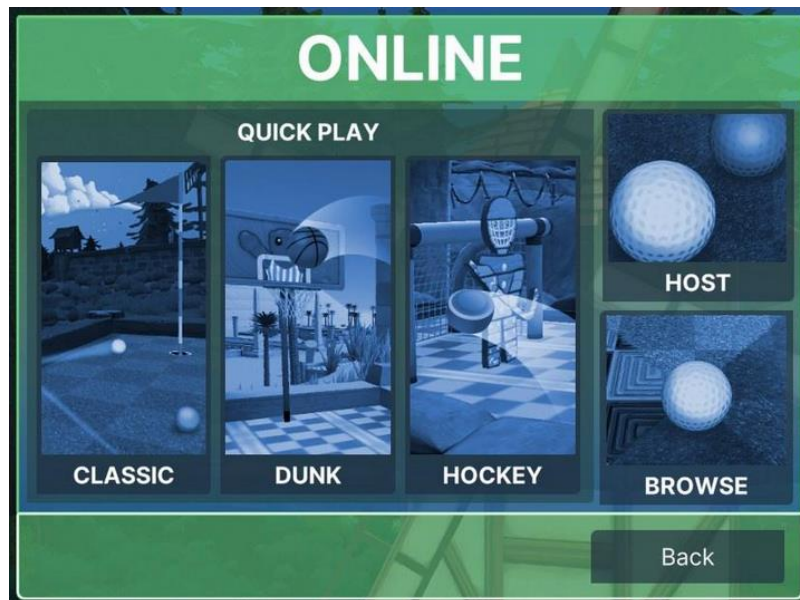 ONLINE
QUICK PLAY
CLASSIC
DUNK
HOCKEY
HOST
BROWSE
Back